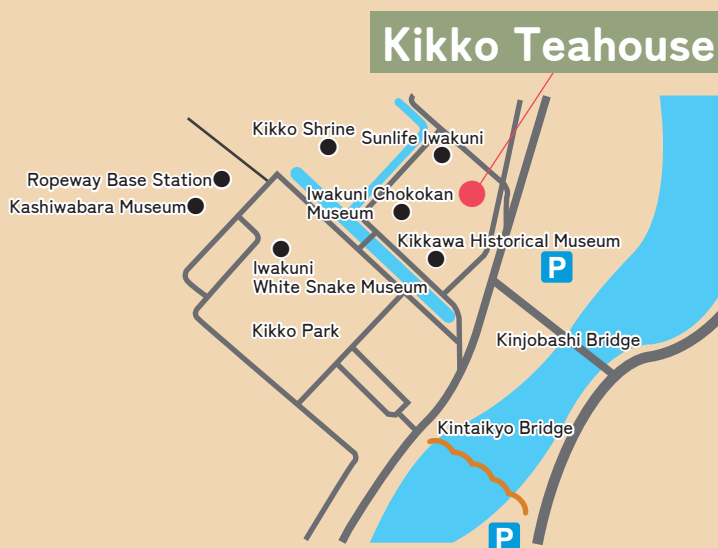 Kikko Teahouse
Kikko Shrine
Sunlife Iwakuni
Ropeway Base Station
Iwakuni Chokokan
Museum
Kashiwabara Museum
Kikkawa Historical Museum
P
Iwakuni
White Snake Museum
Kikko Park
Kinjobashi Bridge
Kintaikyo Bridge
P